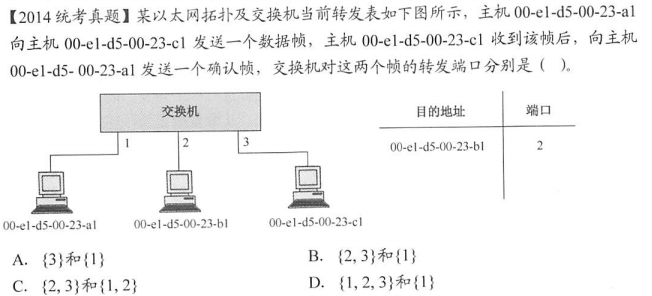 【2014 统考真题】某以太网拓扑及交换机当前转发表如下图所示，主机 00-e1-d5-00-23-a1
向主机 00-e1-d5-00-23-c1 发送一个数据帧，主机 00-e1-d5-00-23-c1 收到该帧后，向主机
00-e1-d5- 00-23-a1 发送一个确认帧，交换机对这两个帧的转发端口分别是（ ）。
交换机
1 2 3
00-e1-d5-00-23-a1 00-e1-d5-00-23-b1 00-e1-d5-00-23-c1
目的地址 端口
00-e1-d5-00-23-b1 2
A. {3}和{1} B. {2, 3}和{1}
C. {2, 3}和{1, 2} D. {1, 2, 3}和{1}